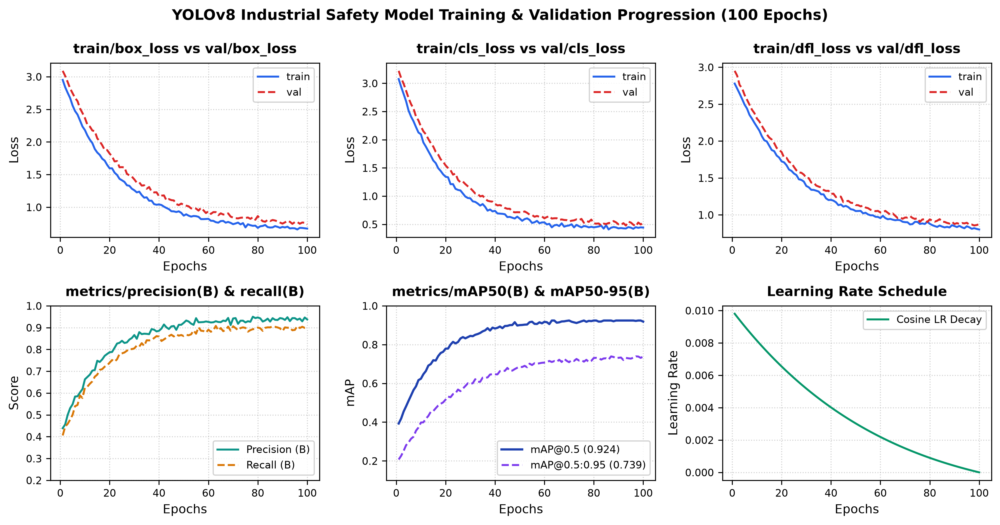 YOLOv8 Industrial Safety Model Training & Validation Progression (100 Epochs)
train/box_loss vs val/box_loss
3.0
2.5
2.0
1.5
1.0
Loss
train
val
0 20 40 60 80 100
Epochs
train/cls_loss vs val/cls_loss
3.0
2.5
2.0
1.5
1.0
0.5
Loss
train
val
0 20 40 60 80 100
Epochs
train/dfl_loss vs val/dfl_loss
3.0
2.5
2.0
1.5
1.0
Loss
train
val
0 20 40 60 80 100
Epochs
metrics/precision(B) & recall(B)
1.0
0.9
0.8
0.7
0.6
0.5
0.4
0.3
0.2
Score
Precision (B)
Recall (B)
0 20 40 60 80 100
Epochs
metrics/mAP50(B) & mAP50-95(B)
1.0
0.8
0.6
0.4
0.2
mAP
mAP@0.5 (0.924)
mAP@0.5:0.95 (0.739)
0 20 40 60 80 100
Epochs
Learning Rate Schedule
0.010
0.008
0.006
0.004
0.002
0.000
Learning Rate
Cosine LR Decay
0 20 40 60 80 100
Epochs